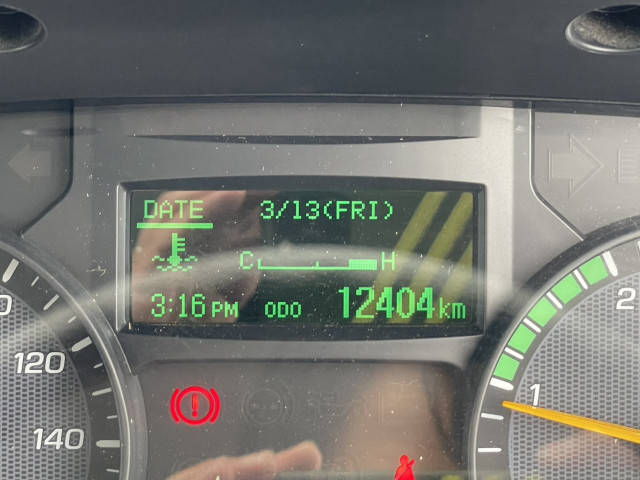 DATE 3/13(FRI)
C H
3:16 PM ODO 12404 km
120
140
1
2